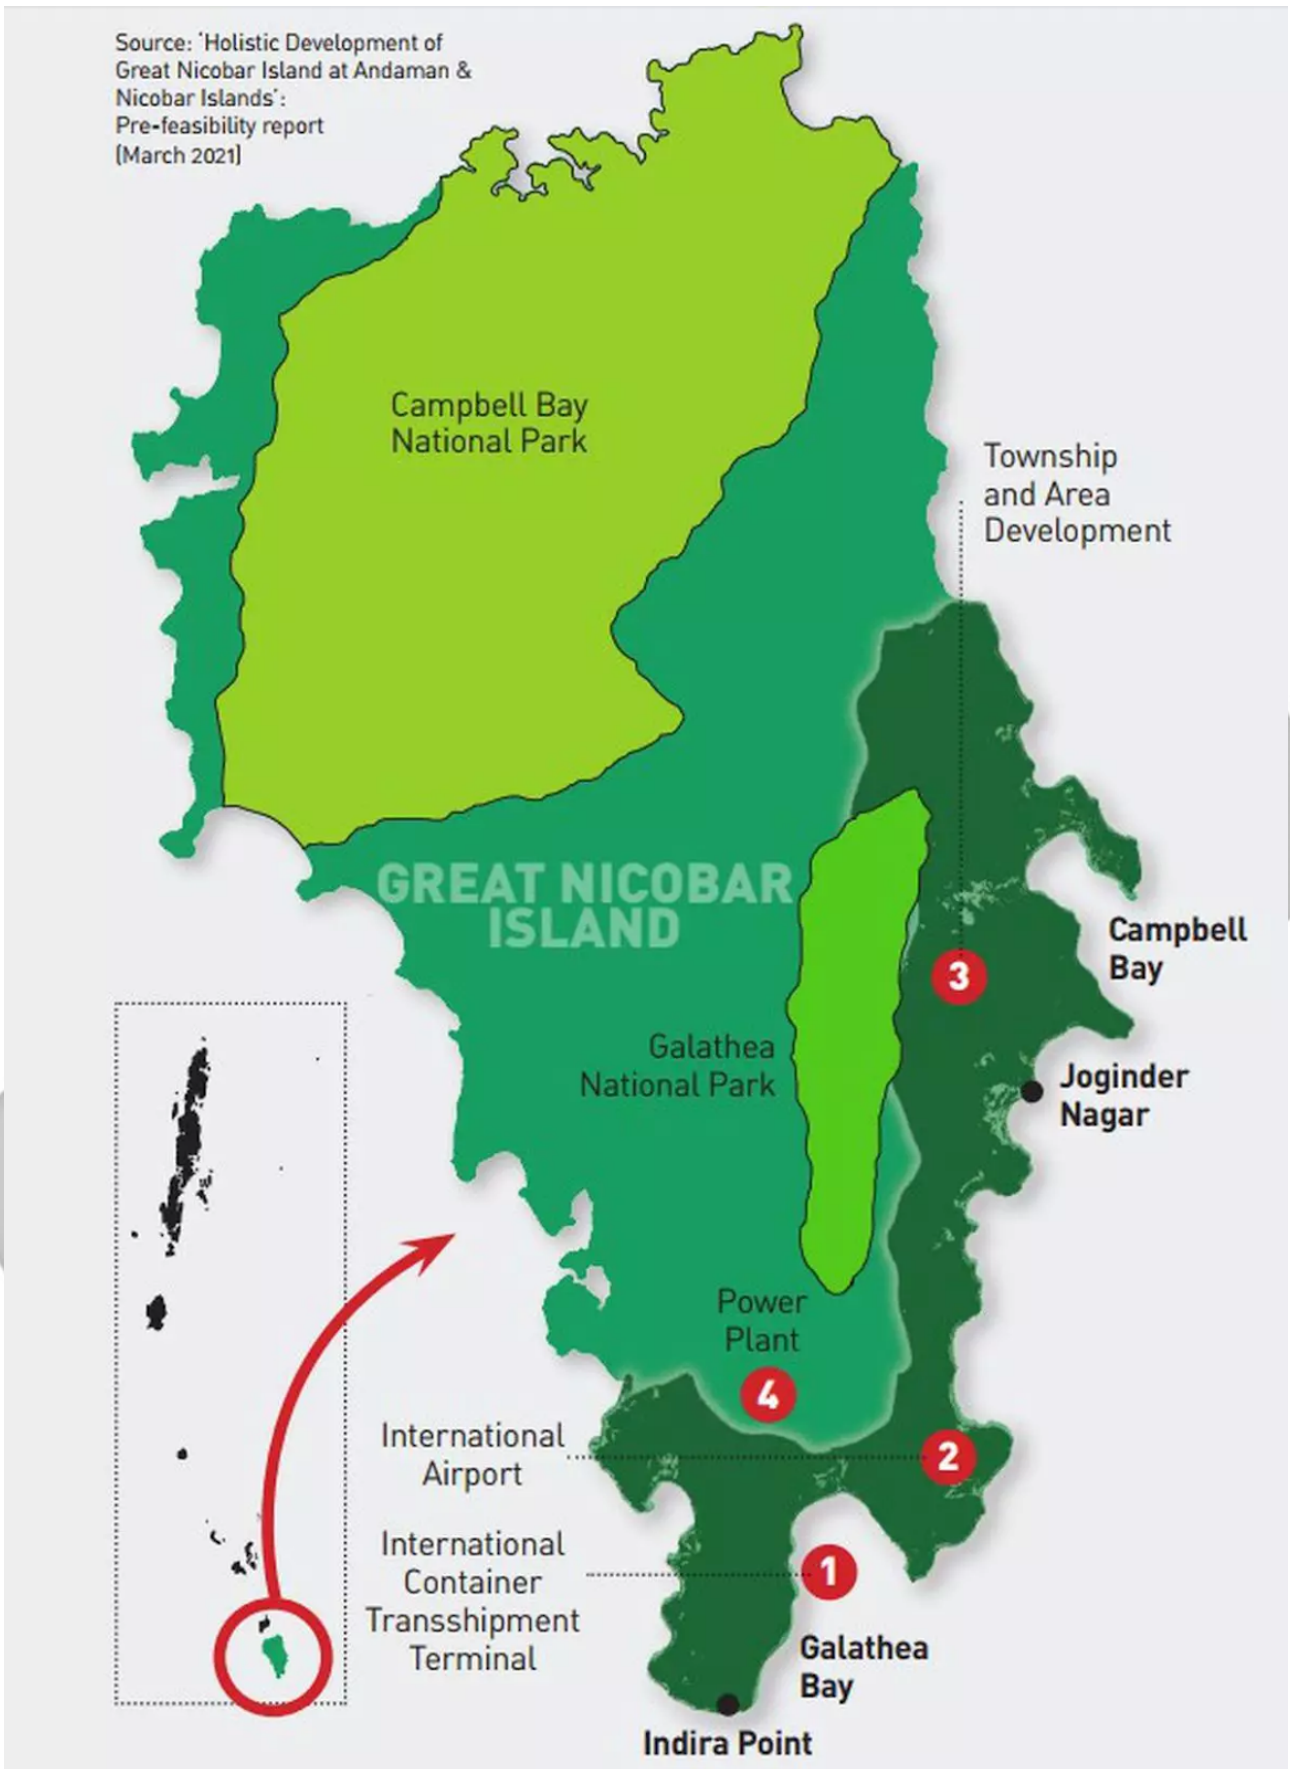 Source: ‘Holistic Development of
Great Nicobar Island at Andaman &
Nicobar Islands’:
Pre-feasibility report
(March 2021)
Campbell Bay
National Park
Township
and Area
Development
GREAT NICOBAR
ISLAND
Campbell
Bay
3
Galathea
National Park
Joginder
Nagar
Power
Plant
4
International
Airport
2
International
Container
Transshipment
Terminal
1
Galathea
Bay
Indira Point